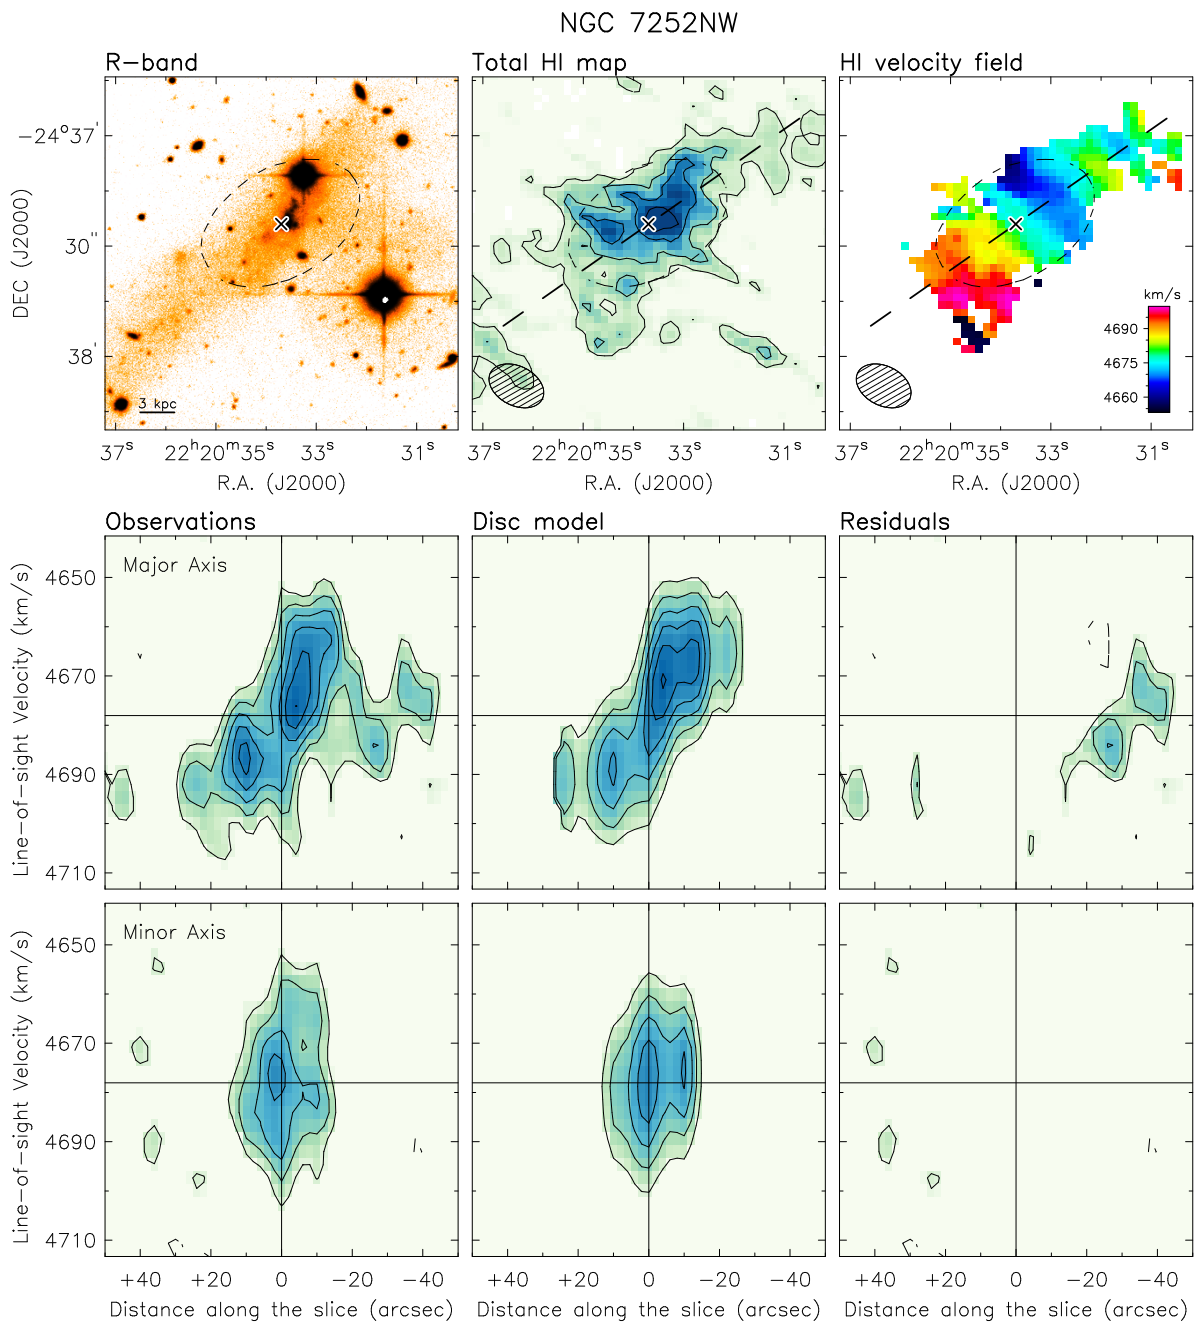 NGC 7252NW
R-band
Total HI map
HI velocity field
DEC (J2000)
-24°37'
30"
38'
3 kpc
km/s
4690
4675
4660
37ˢ 22ʰ20ᵐ35ˢ 33ˢ 31ˢ
37ˢ 22ʰ20ᵐ35ˢ 33ˢ 31ˢ
37ˢ 22ʰ20ᵐ35ˢ 33ˢ 31ˢ
R.A. (J2000)
R.A. (J2000)
R.A. (J2000)
Observations
Disc model
Residuals
Line-of-sight Velocity (km/s)
Major Axis
4650
4670
4690
4710
Line-of-sight Velocity (km/s)
Minor Axis
4650
4670
4690
4710
+40 +20 0 -20 -40
+40 +20 0 -20 -40
+40 +20 0 -20 -40
Distance along the slice (arcsec)
Distance along the slice (arcsec)
Distance along the slice (arcsec)